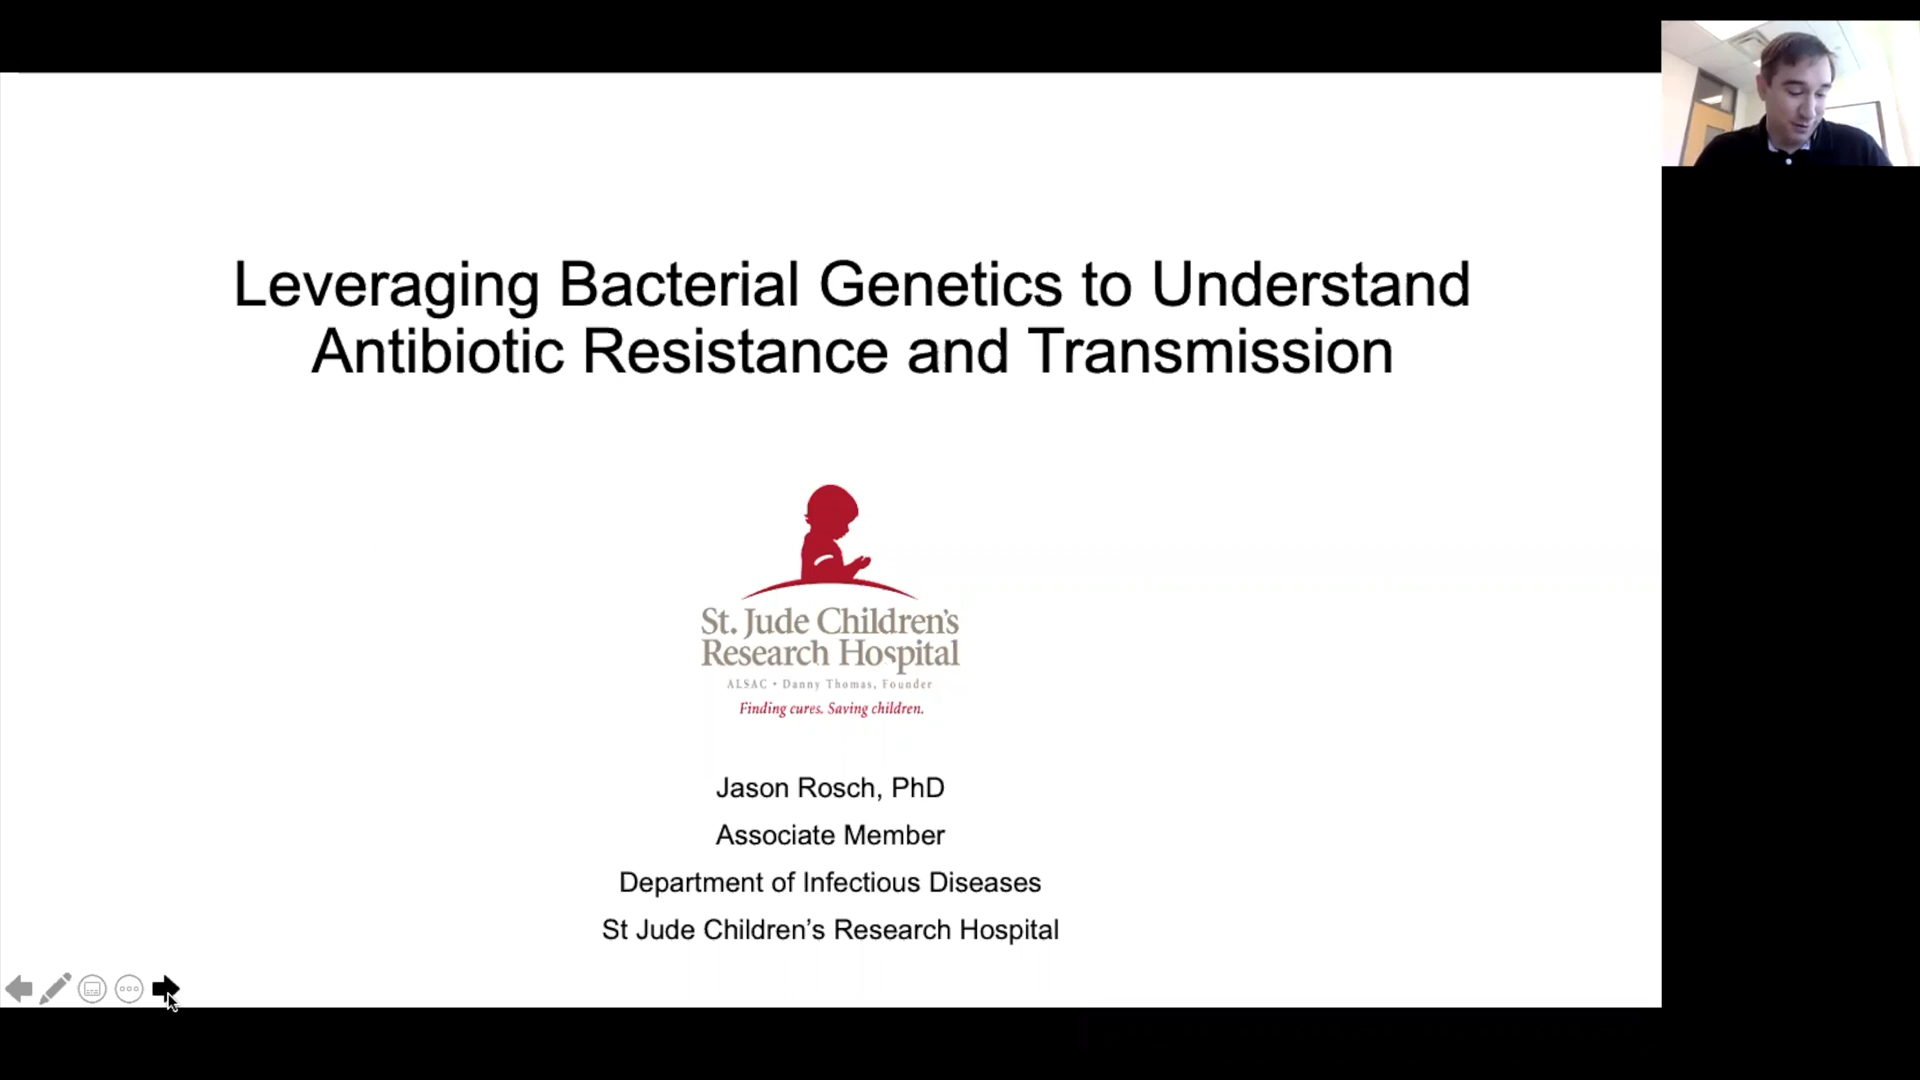 Leveraging Bacterial Genetics to Understand
Antibiotic Resistance and Transmission
St. Jude Children's
Research Hospital
ALSAC • Danny Thomas, Founder
Finding cures. Saving children.
Jason Rosch, PhD
Associate Member
Department of Infectious Diseases
St Jude Children’s Research Hospital